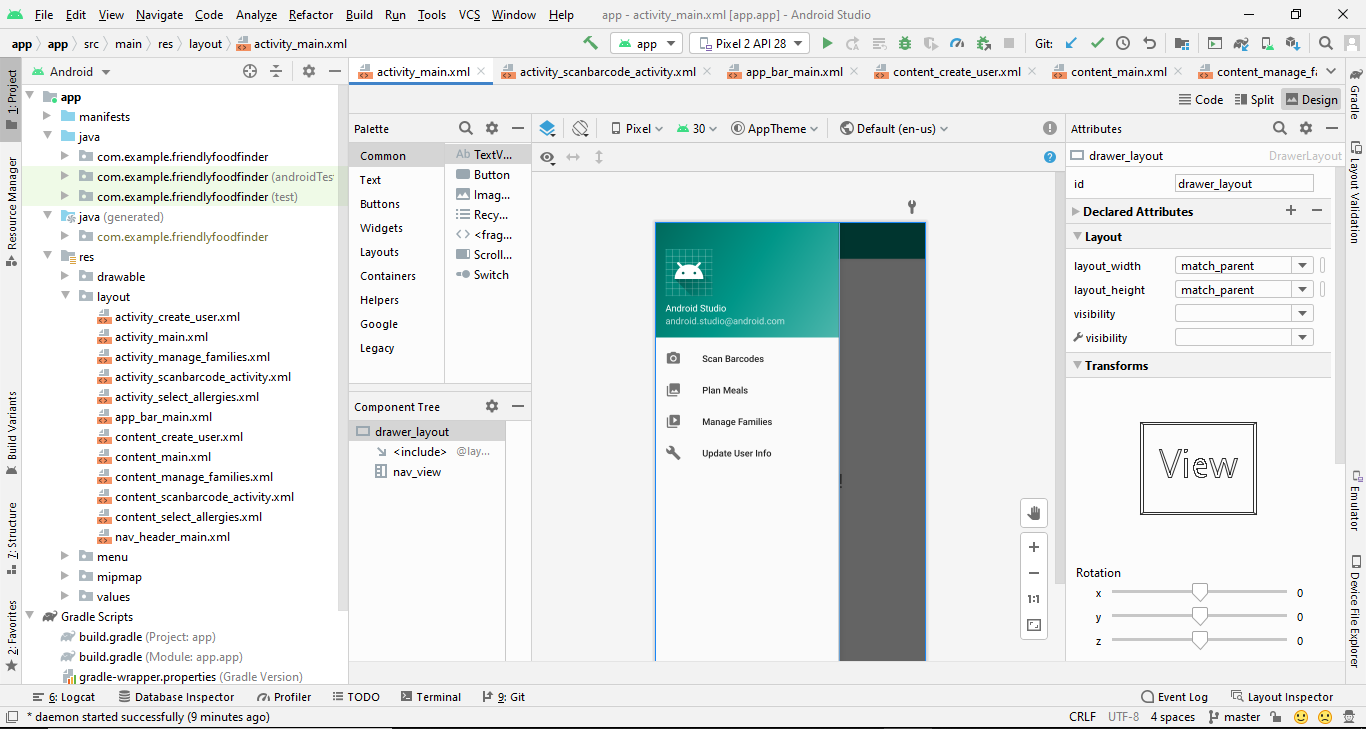 File Edit View Navigate Code Analyze Refactor Build Run Tools VCS Window Help app - activity_main.xml [app.app] - Android Studio
app app src main res layout activity_main.xml app Pixel 2 API 28 Git:
1: Project
Resource Manager
Build Variants
7: Structure
2: Favorites
Android
app
manifests
java
com.example.friendlyfoodfinder
com.example.friendlyfoodfinder (androidTes
com.example.friendlyfoodfinder (test)
java (generated)
com.example.friendlyfoodfinder
res
drawable
layout
activity_create_user.xml
activity_main.xml
activity_manage_families.xml
activity_scanbarcode_activity.xml
activity_select_allergies.xml
app_bar_main.xml
content_create_user.xml
content_main.xml
content_manage_families.xml
content_scanbarcode_activity.xml
content_select_allergies.xml
nav_header_main.xml
menu
mipmap
values
Gradle Scripts
build.gradle (Project: app)
build.gradle (Module: app.app)
gradle-wrapper.properties (Gradle Version)
activity_main.xml activity_scanbarcode_activity.xml app_bar_main.xml content_create_user.xml content_main.xml content_manage_fa
Code Split Design
Palette
Common
Text
Buttons
Widgets
Layouts
Containers
Helpers
Google
Legacy
Ab TextV...
Button
Imag...
Recy...
<frag...
Scroll...
Switch
Component Tree
drawer_layout
<include> @lay...
nav_view
Pixel 30 AppTheme Default (en-us)
Android Studio
android.studio@android.com
Scan Barcodes
Plan Meals
Manage Families
Update User Info
1:1
Attributes
drawer_layout DrawerLayout
id drawer_layout
Declared Attributes
Layout
layout_width match_parent
layout_height match_parent
visibility
visibility
Transforms
View
Rotation
x 0
y 0
z 0
Gradle
Layout Validation
Emulator
Device File Explorer
6: Logcat Database Inspector Profiler TODO Terminal 9: Git Event Log Layout Inspector
* daemon started successfully (9 minutes ago) CRLF UTF-8 4 spaces master